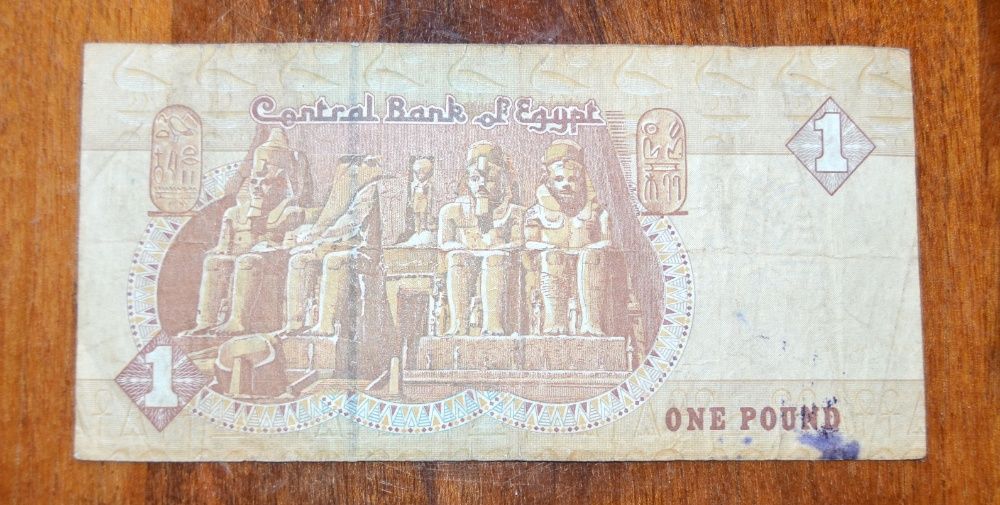 Central Bank of Egypt
1
1
ONE POUND